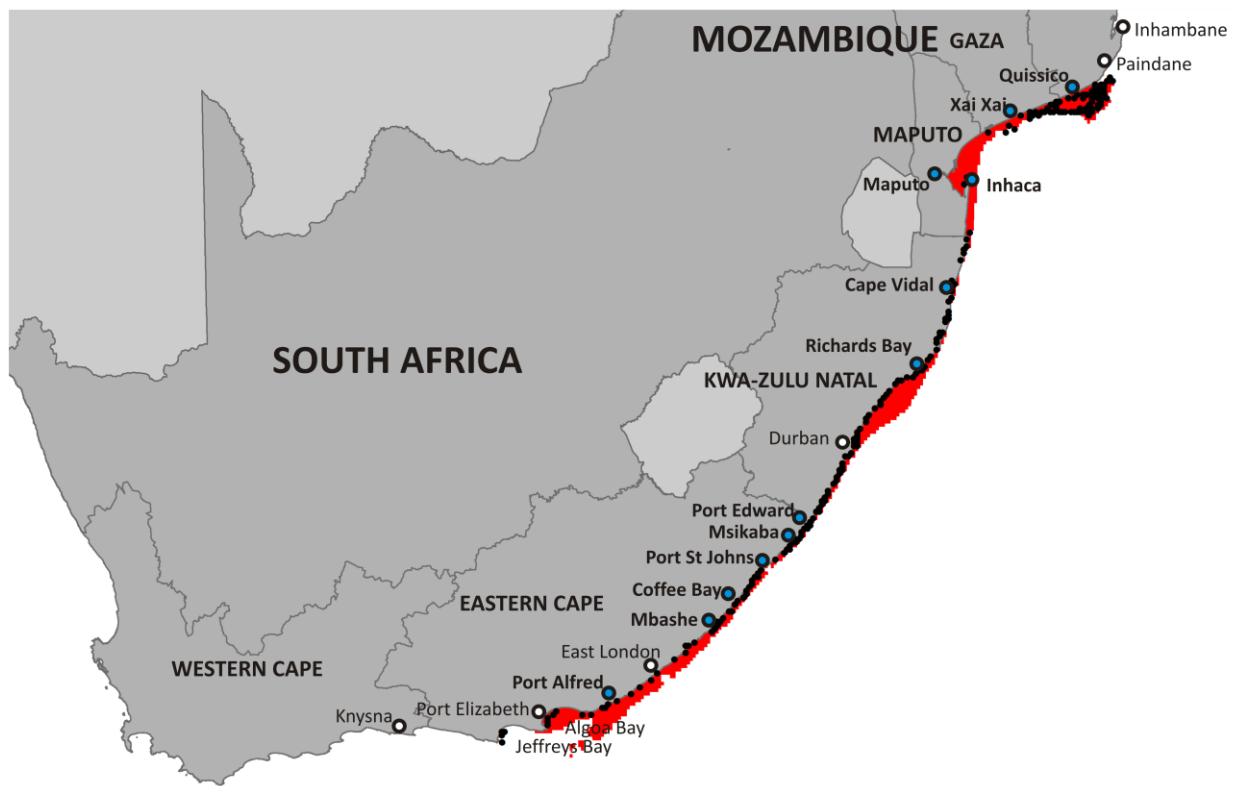 Inhambane
MOZAMBIQUE
GAZA
Paindane
Quissico
Xai Xai
MAPUTO
Maputo
Inhaca
Cape Vidal
Richards Bay
SOUTH AFRICA
KWA-ZULU NATAL
Durban
Port Edward
Msikaba
Port St Johns
Coffee Bay
EASTERN CAPE
Mbashe
East London
WESTERN CAPE
Port Alfred
Port Elizabeth
Knysna
Algoa Bay
Jeffreys Bay